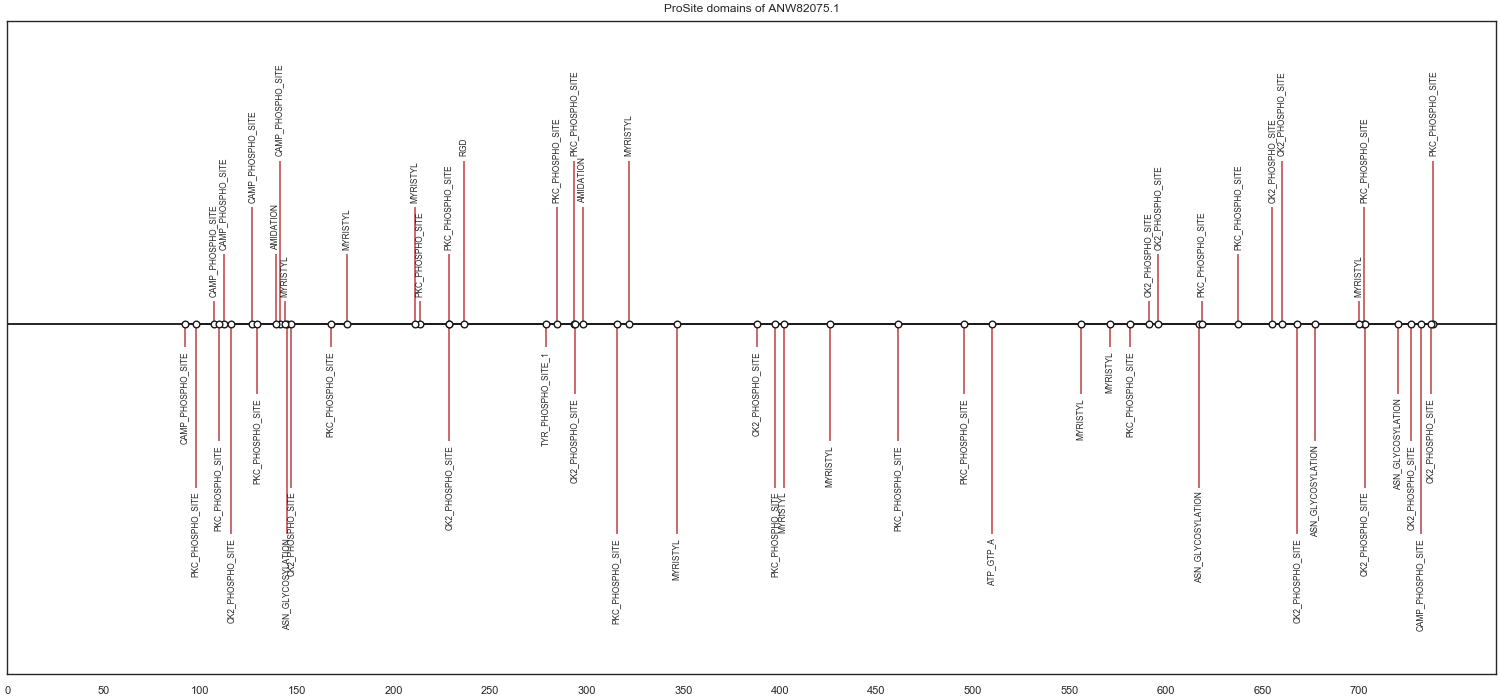 ProSite domains of ANW82075.1
CAMP_PHOSPHO_SITE
CAMP_PHOSPHO_SITE
CAMP_PHOSPHO_SITE
AMIDATION
CAMP_PHOSPHO_SITE
MYRISTYL
MYRISTYL
MYRISTYL
PKC_PHOSPHO_SITE
PKC_PHOSPHO_SITE
RGD
PKC_PHOSPHO_SITE
PKC_PHOSPHO_SITE
AMIDATION
MYRISTYL
CK2_PHOSPHO_SITE
CK2_PHOSPHO_SITE
PKC_PHOSPHO_SITE
PKC_PHOSPHO_SITE
CK2_PHOSPHO_SITE
CK2_PHOSPHO_SITE
MYRISTYL
PKC_PHOSPHO_SITE
PKC_PHOSPHO_SITE
CAMP_PHOSPHO_SITE
PKC_PHOSPHO_SITE
PKC_PHOSPHO_SITE
CK2_PHOSPHO_SITE
PKC_PHOSPHO_SITE
ASN_GLYCOSYLATION
CK2_PHOSPHO_SITE
PKC_PHOSPHO_SITE
CK2_PHOSPHO_SITE
TYR_PHOSPHO_SITE_1
CK2_PHOSPHO_SITE
PKC_PHOSPHO_SITE
MYRISTYL
CK2_PHOSPHO_SITE
PKC_PHOSPHO_SITE
MYRISTYL
MYRISTYL
PKC_PHOSPHO_SITE
PKC_PHOSPHO_SITE
ATP_GTP_A
MYRISTYL
MYRISTYL
PKC_PHOSPHO_SITE
ASN_GLYCOSYLATION
CK2_PHOSPHO_SITE
ASN_GLYCOSYLATION
CK2_PHOSPHO_SITE
ASN_GLYCOSYLATION
CK2_PHOSPHO_SITE
CAMP_PHOSPHO_SITE
CK2_PHOSPHO_SITE
0 50 100 150 200 250 300 350 400 450 500 550 600 650 700